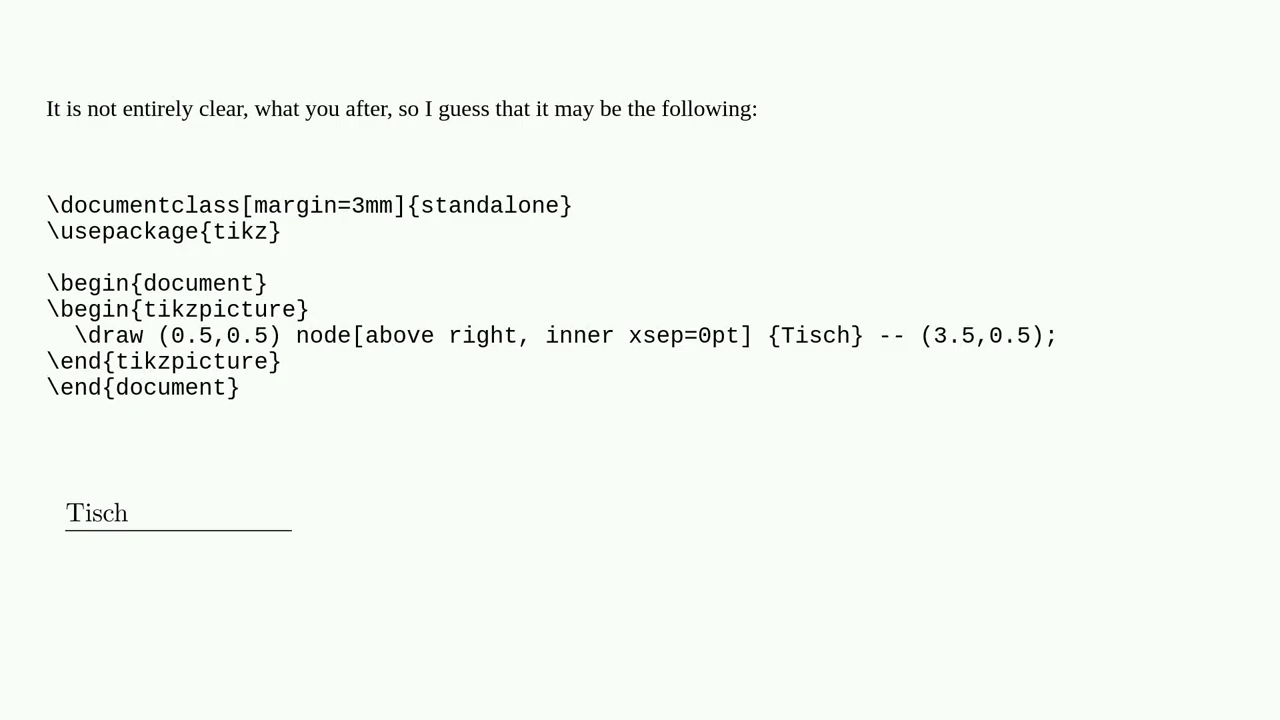 It is not entirely clear, what you after, so I guess that it may be the following:
\documentclass[margin=3mm]{standalone}
\usepackage{tikz}
\begin{document}
\begin{tikzpicture}
  \draw (0.5,0.5) node[above right, inner xsep=0pt] {Tisch} -- (3.5,0.5);
\end{tikzpicture}
\end{document}
Tisch